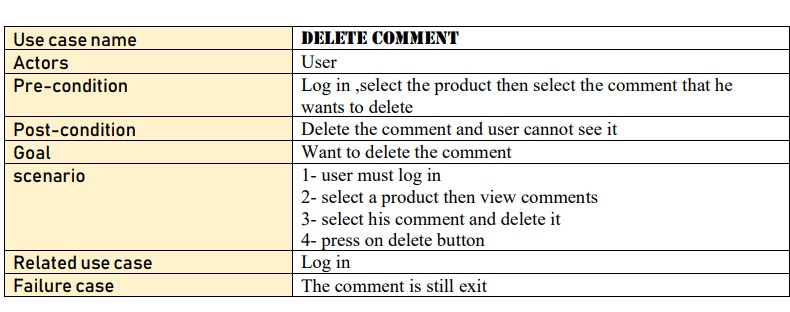 Use case name DELETE COMMENT
Actors User
Pre-condition Log in ,select the product then select the comment that he
wants to delete
Post-condition Delete the comment and user cannot see it
Goal Want to delete the comment
scenario 1- user must log in
2- select a product then view comments
3- select his comment and delete it
4- press on delete button
Related use case Log in
Failure case The comment is still exit